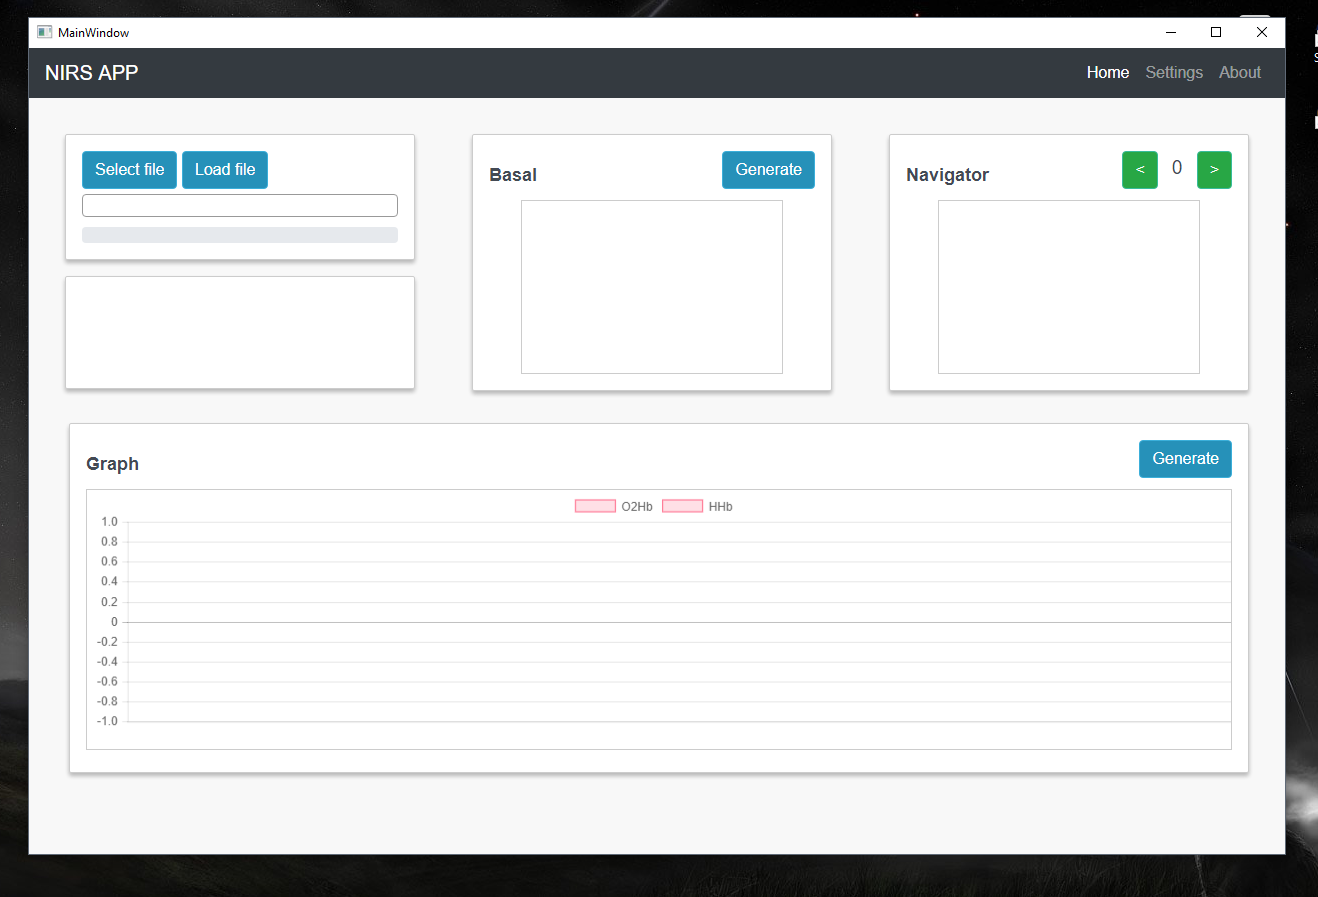 MainWindow
NIRS APP
Home Settings About
Select file Load file
Basal
Generate
Navigator
< 0 >
Graph
Generate
O2Hb HHb
1.0
0.8
0.6
0.4
0.2
0
-0.2
-0.4
-0.6
-0.8
-1.0